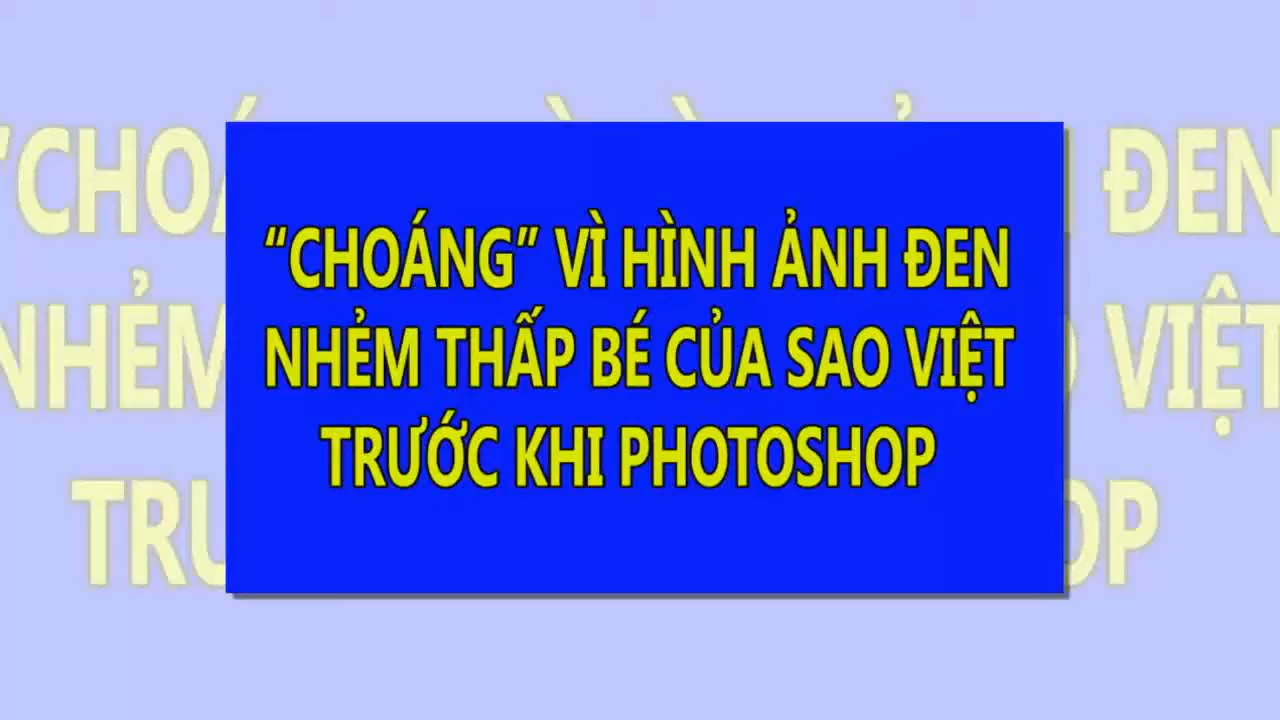 “CHOÁNG” VÌ HÌNH ẢNH ĐEN
NHẺM THẤP BÉ CỦA SAO VIỆT
TRƯỚC KHI PHOTOSHOP